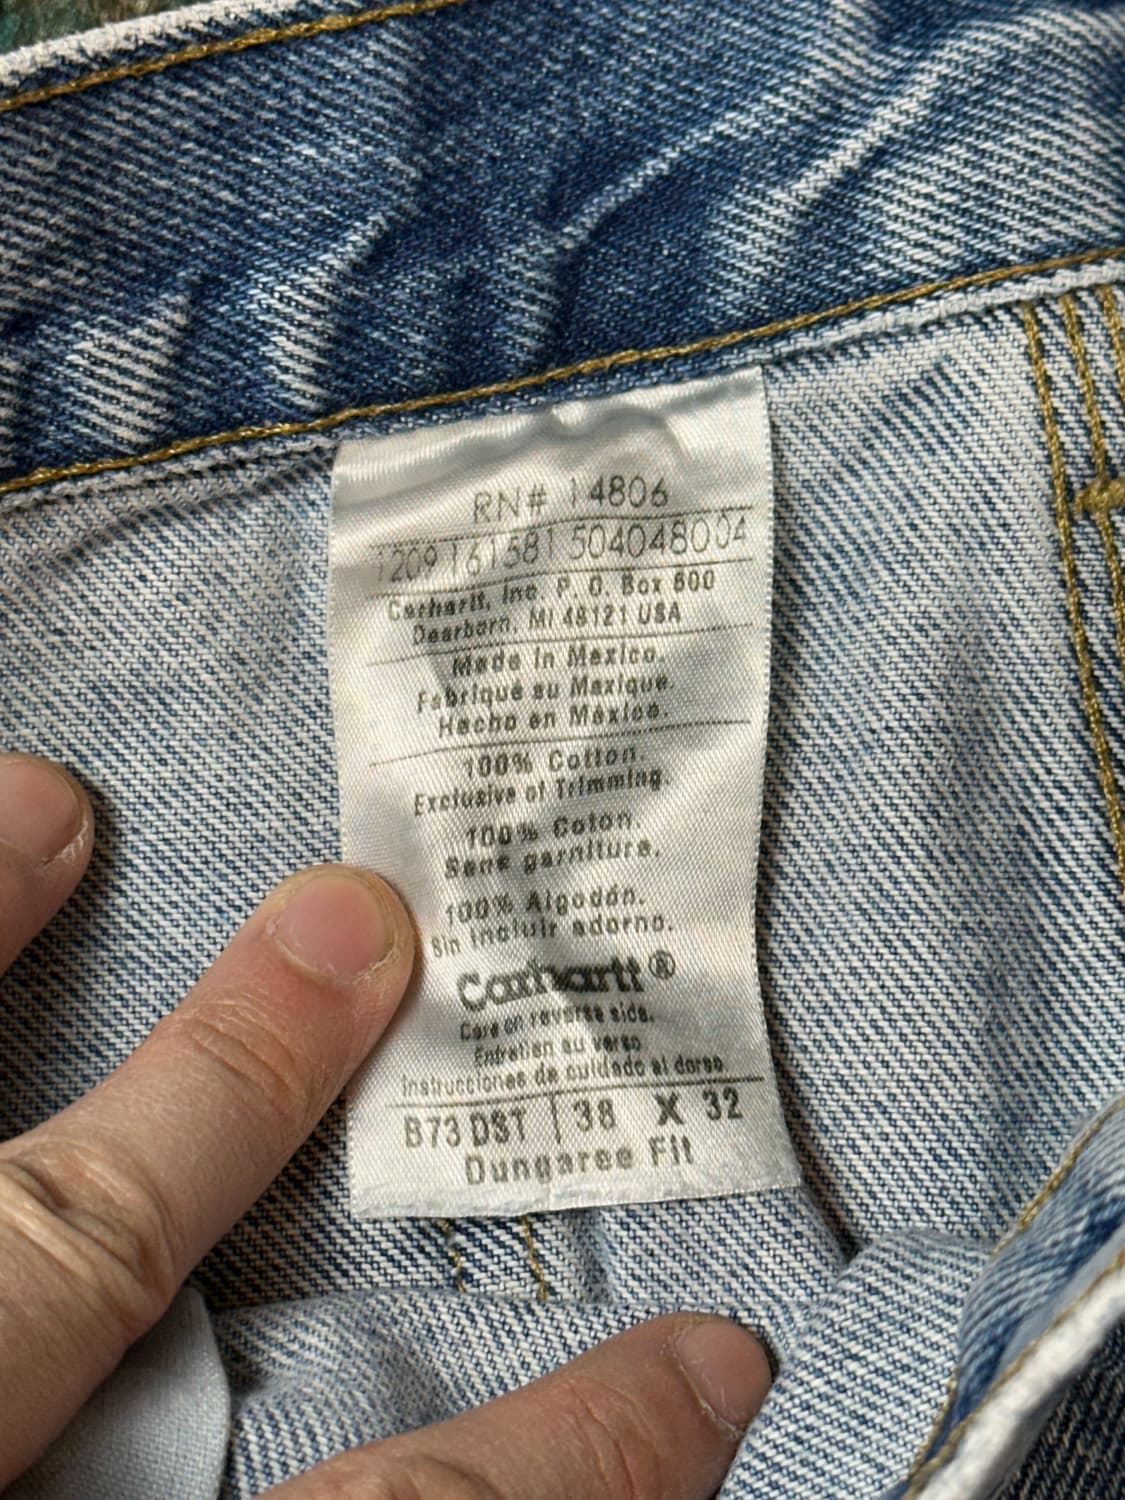 RN# 14806
1209 161581 504048004
Carhartt, Inc. P. O. Box 600
Dearborn, MI 48121 USA
Made in Mexico.
Fabriqué au Mexique.
Hecho en México.
100% Cotton.
Exclusive of Trimming.
100% Coton.
Sans garniture.
100% Algodón.
Sin incluir adorno.
Carhartt®
Care on reverse side.
Entretien au verso
Instrucciones de cuidado al dorso.
B73 DST | 38 X 32
Dungaree Fit